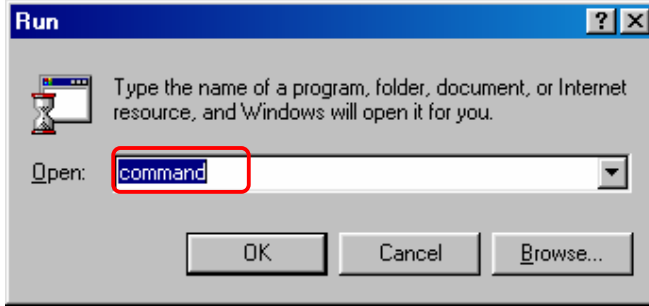 Run
Type the name of a program, folder, document, or Internet
resource, and Windows will open it for you.
Open: command
OK Cancel Browse...